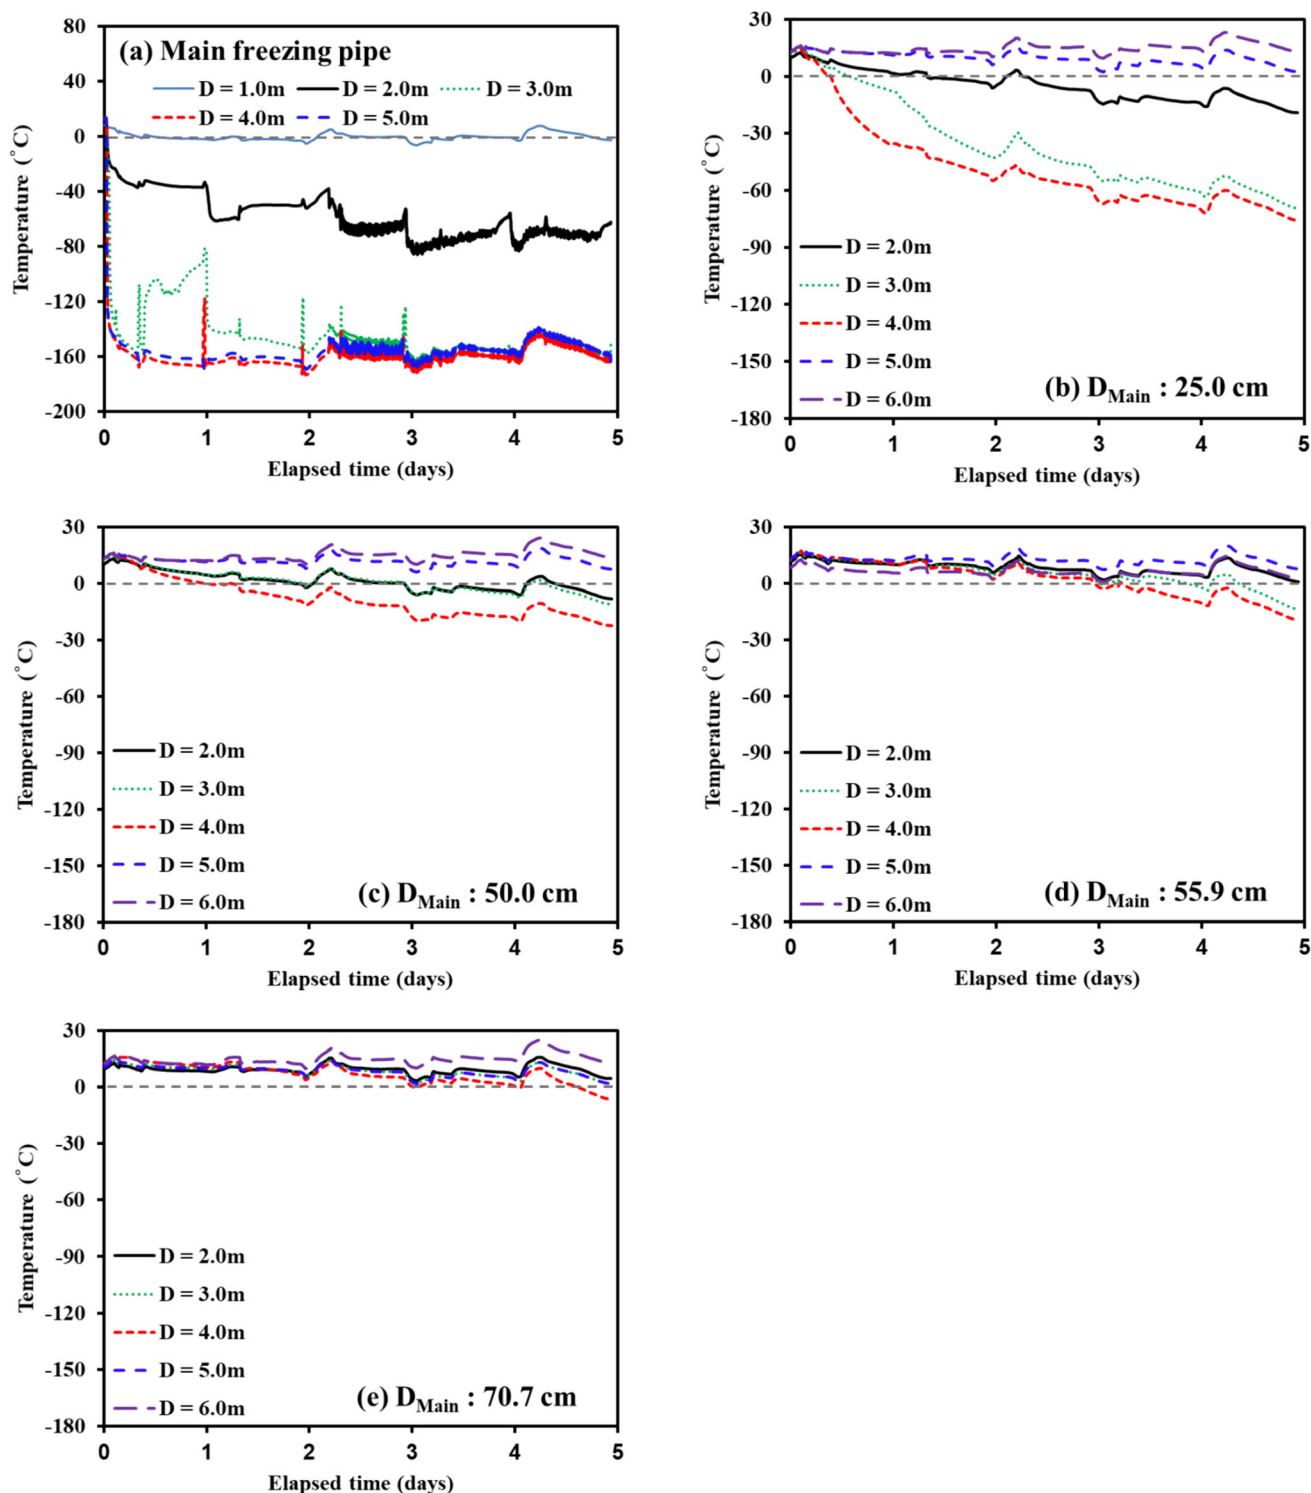 (a) Main freezing pipe
D = 1.0m
D = 2.0m
D = 3.0m
D = 4.0m
D = 5.0m
Temperature (˚C)
80
40
0
-40
-80
-120
-160
-200
0 1 2 3 4 5
Elapsed time (days)
Temperature (˚C)
30
0
-30
-60
-90
-120
-150
-180
D = 2.0m
D = 3.0m
D = 4.0m
D = 5.0m
D = 6.0m
(b) DMain : 25.0 cm
0 1 2 3 4 5
Elapsed time (days)
Temperature (˚C)
30
0
-30
-60
-90
-120
-150
-180
D = 2.0m
D = 3.0m
D = 4.0m
D = 5.0m
D = 6.0m
(c) DMain : 50.0 cm
0 1 2 3 4 5
Elapsed time (days)
Temperature (˚C)
30
0
-30
-60
-90
-120
-150
-180
D = 2.0m
D = 3.0m
D = 4.0m
D = 5.0m
D = 6.0m
(d) DMain : 55.9 cm
0 1 2 3 4 5
Elapsed time (days)
Temperature (˚C)
30
0
-30
-60
-90
-120
-150
-180
D = 2.0m
D = 3.0m
D = 4.0m
D = 5.0m
D = 6.0m
(e) DMain : 70.7 cm
0 1 2 3 4 5
Elapsed time (days)